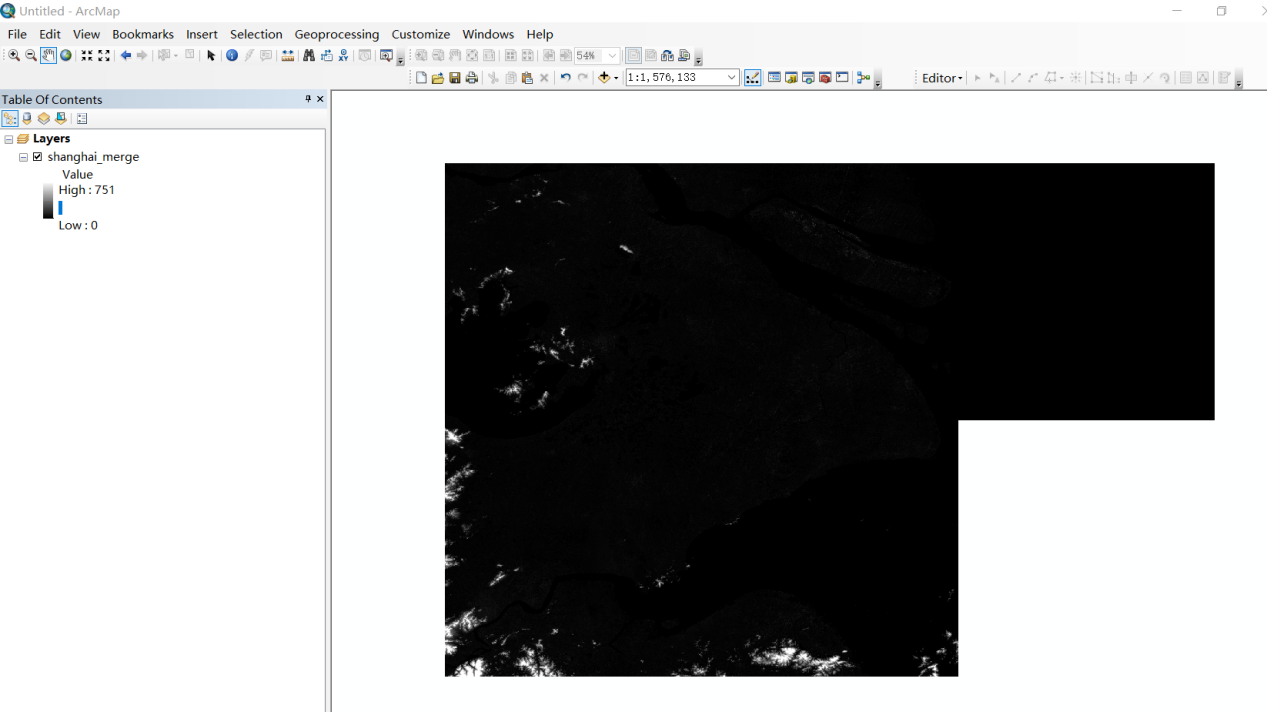 Untitled - ArcMap
File Edit View Bookmarks Insert Selection Geoprocessing Customize Windows Help
54%
1:1,576,133
Editor
Table Of Contents
Layers
shanghai_merge
Value
High : 751
Low : 0